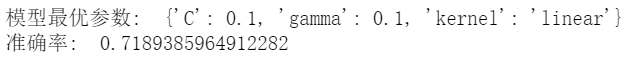 模型最优参数:  {'C': 0.1, 'gamma': 0.1, 'kernel': 'linear'}
准确率:  0.7189385964912282